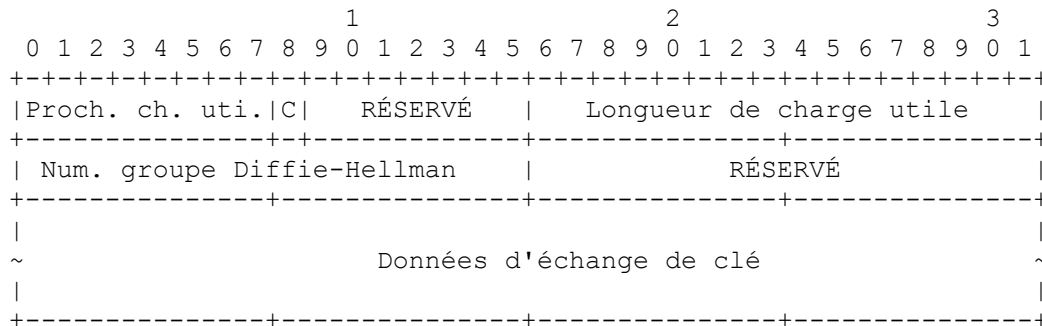 1                   2                   3
0 1 2 3 4 5 6 7 8 9 0 1 2 3 4 5 6 7 8 9 0 1 2 3 4 5 6 7 8 9 0 1
+-+-+-+-+-+-+-+-+-+-+-+-+-+-+-+-+-+-+-+-+-+-+-+-+-+-+-+-+-+-+-+-+
|Proch. ch. uti.|C|   RÉSERVÉ   |   Longueur de charge utile    |
+---------------+-+-------------+---------------+---------------+
| Num. groupe Diffie-Hellman    |            RÉSERVÉ            |
+---------------+---------------+---------------+---------------+
|                                                               |
~                      Données d'échange de clé                 ~
|                                                               |
+---------------+---------------+---------------+---------------+